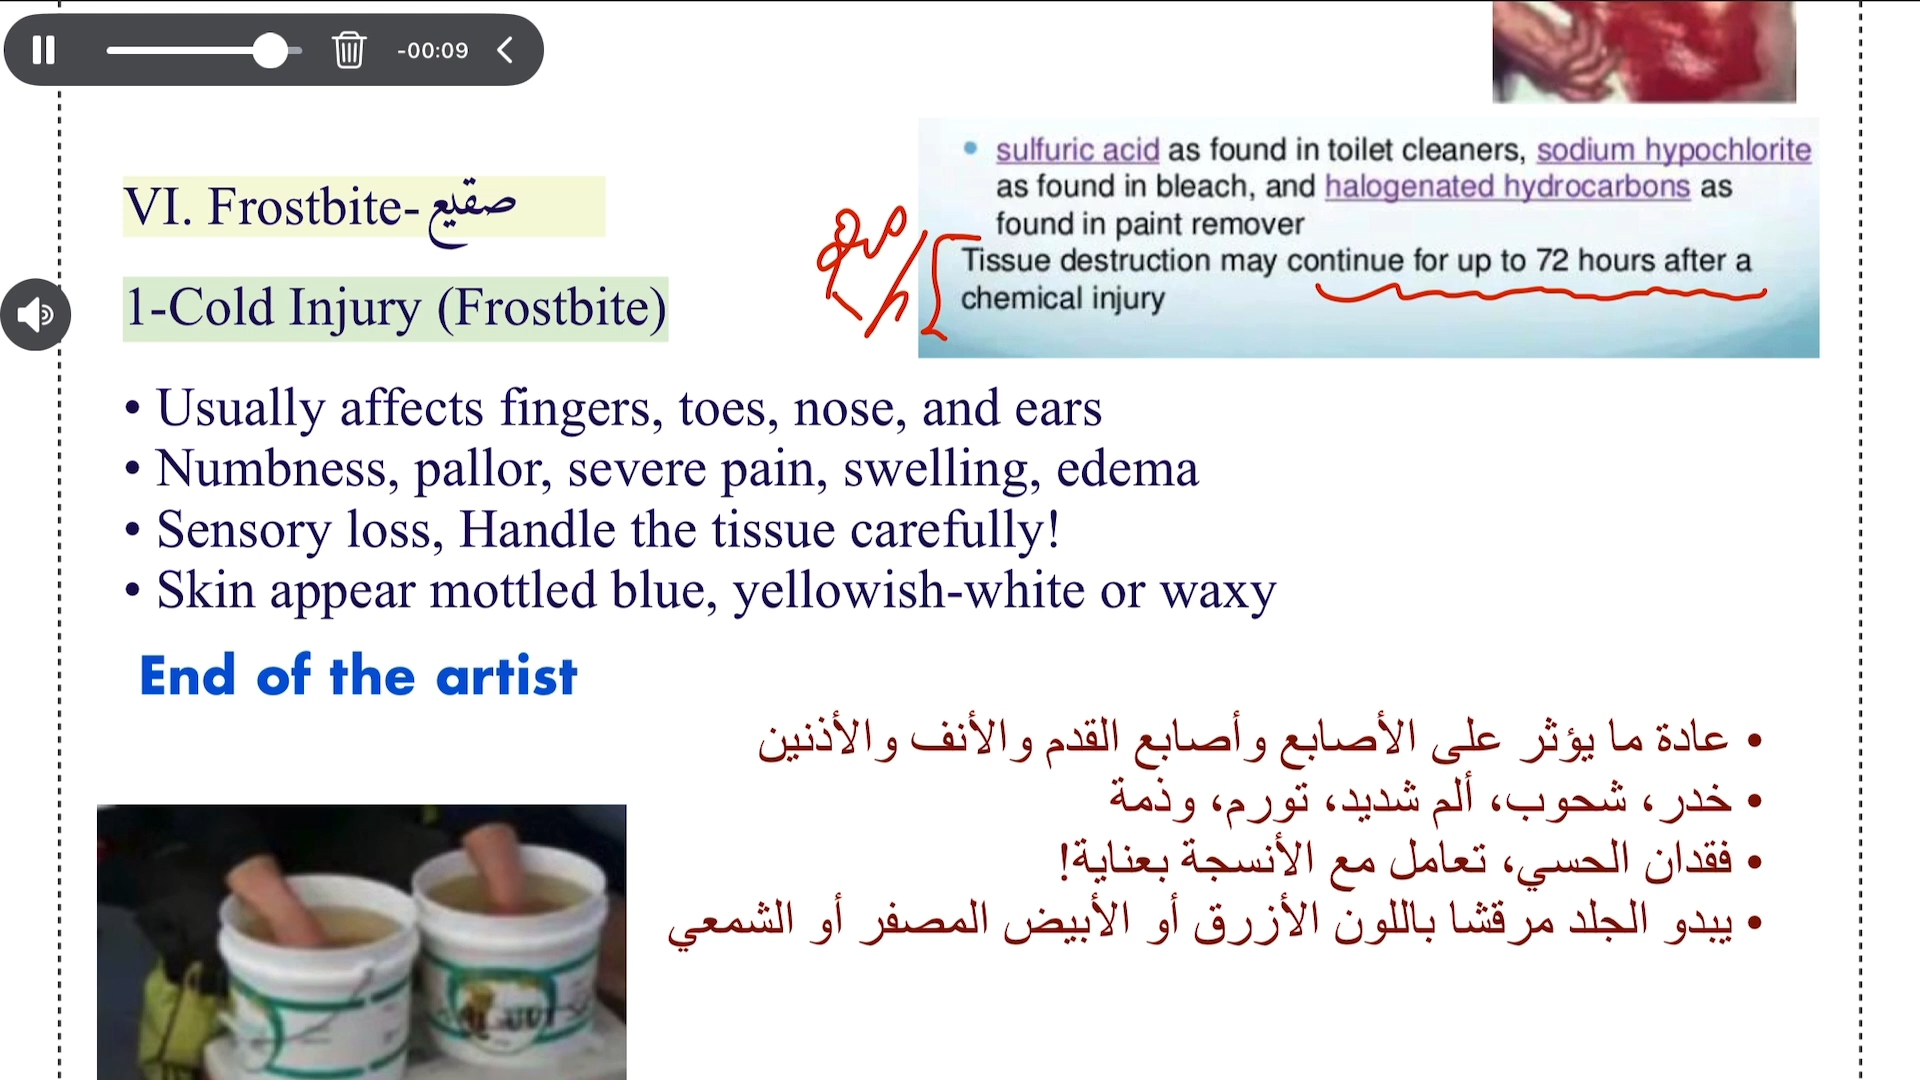 -00:09
sulfuric acid as found in toilet cleaners, sodium hypochlorite
as found in bleach, and halogenated hydrocarbons as
found in paint remover
Tissue destruction may continue for up to 72 hours after a
chemical injury
VI. Frostbite-صقيع
1-Cold Injury (Frostbite)
• Usually affects fingers, toes, nose, and ears
• Numbness, pallor, severe pain, swelling, edema
• Sensory loss, Handle the tissue carefully!
• Skin appear mottled blue, yellowish-white or waxy
End of the artist
• عادة ما يؤثر على الأصابع وأصابع القدم والأنف والأذنين
• خدر، شحوب، ألم شديد، تورم، وذمة
• فقدان الحسي، تعامل مع الأنسجة بعناية!
• يبدو الجلد مرقشا باللون الأزرق أو الأبيض المصفر أو الشمعي